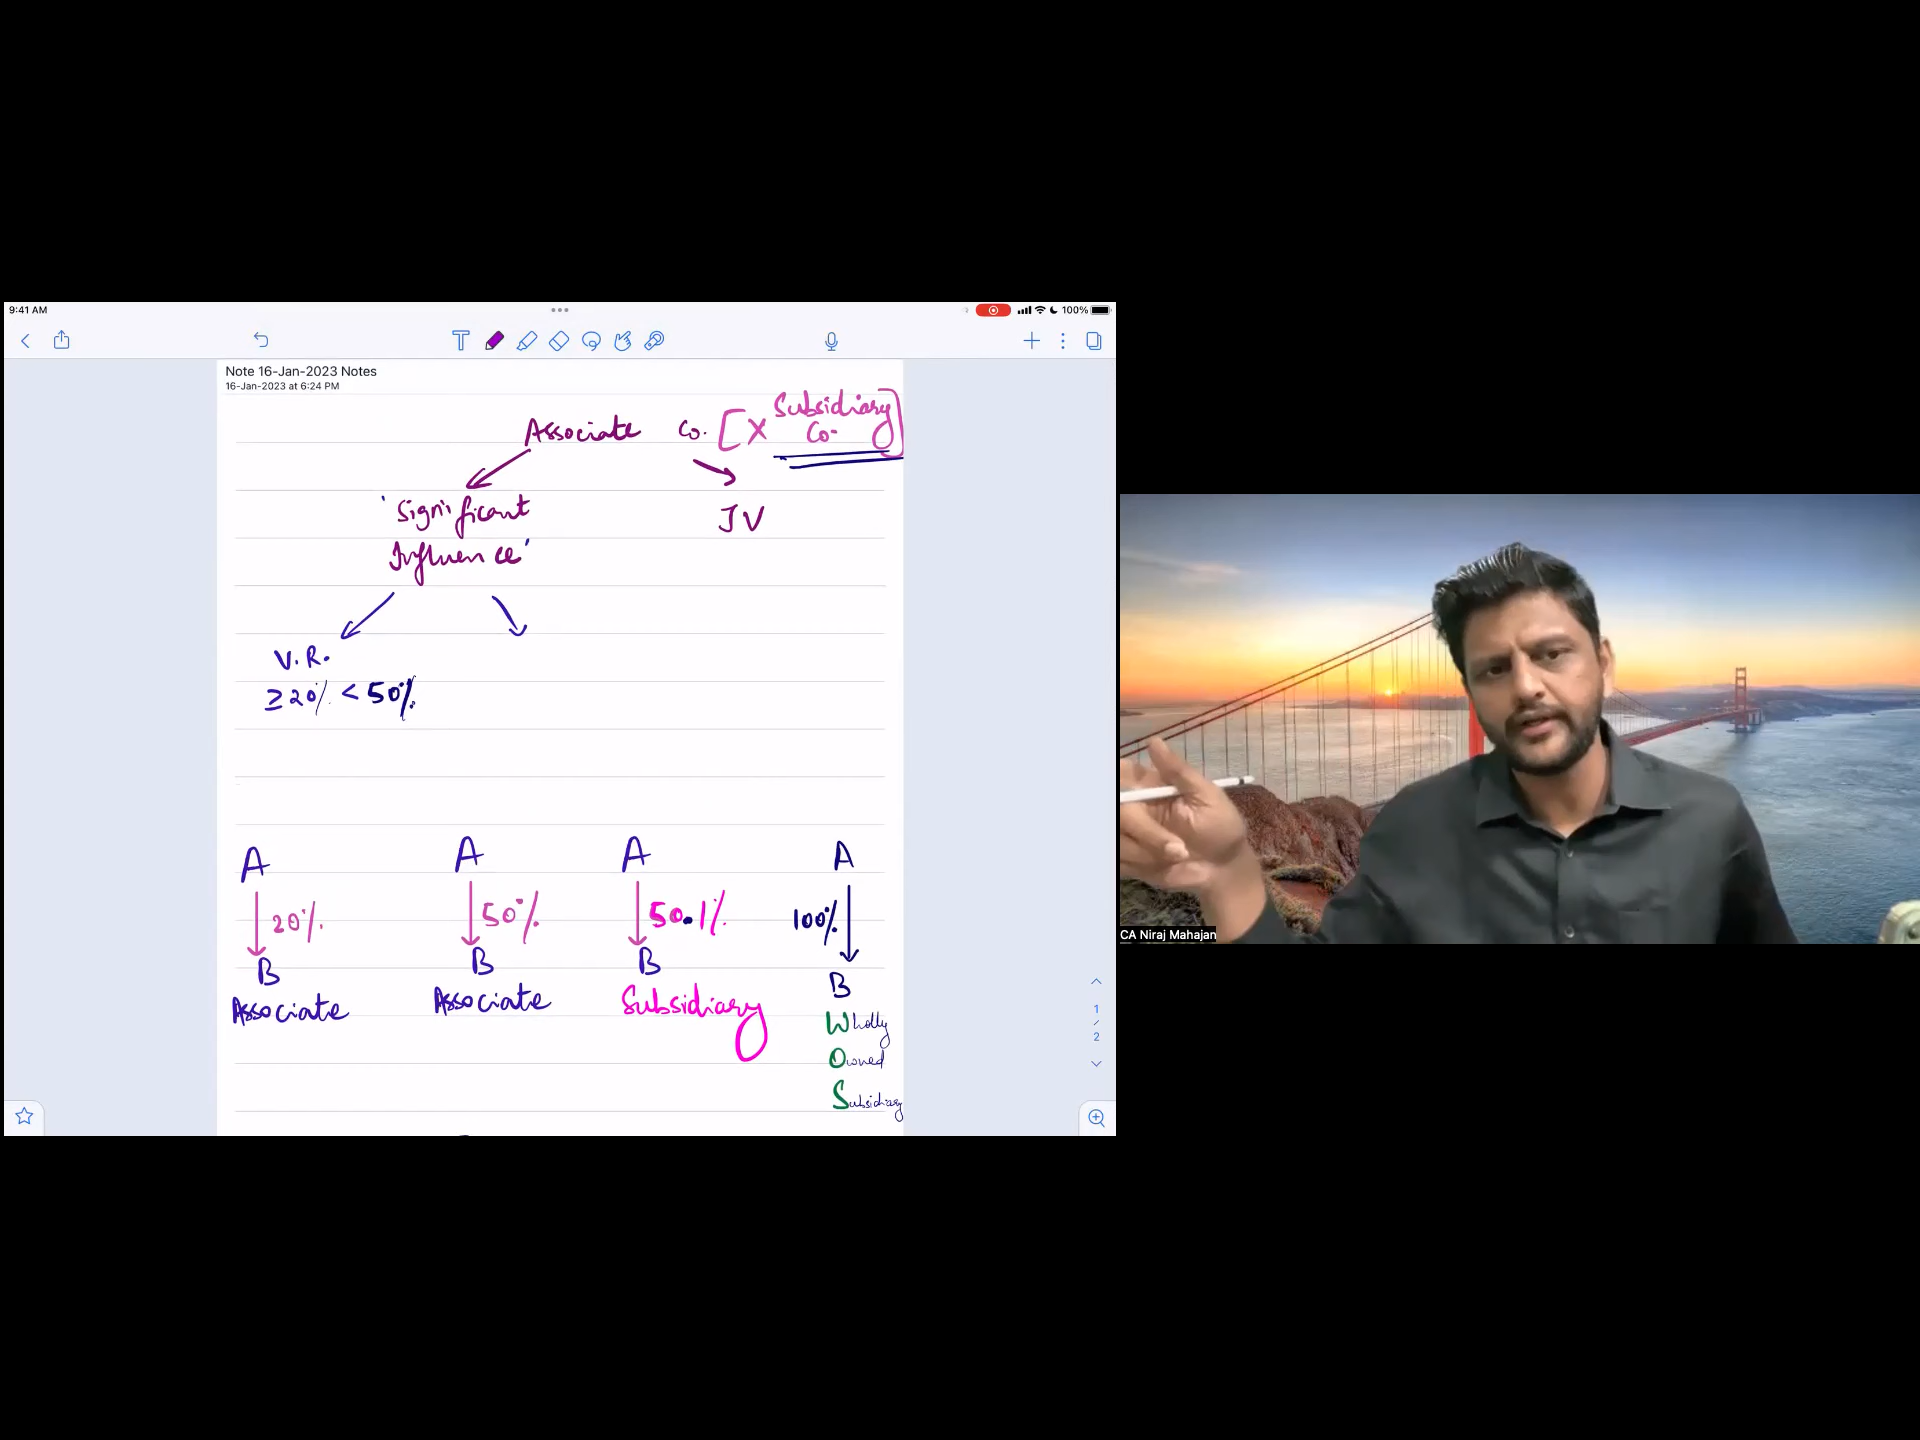 9:41 AM
100%
Note 16-Jan-2023 Notes
16-Jan-2023 at 6:24 PM
Associate Co. [X Subsidiary Co.]
'Significant Influence'
JV
V.R.
≥20% < 50%
A
20%
B
Associate
A
50%
B
Associate
A
50.1%
B
Subsidiary
A
100%
B
Wholly
Owned
Subsidiary
1
/
2
CA Niraj Mahajan